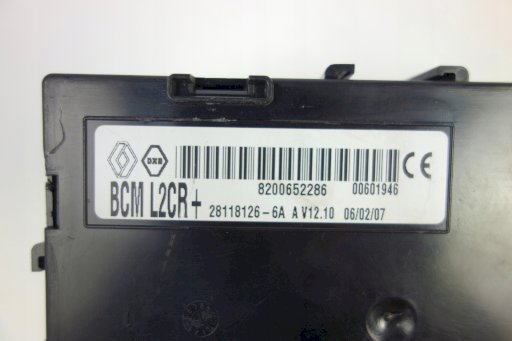 8200652286 00601946 CE
BCM L2CR+ 28118126-6A A V12.10 06/02/07